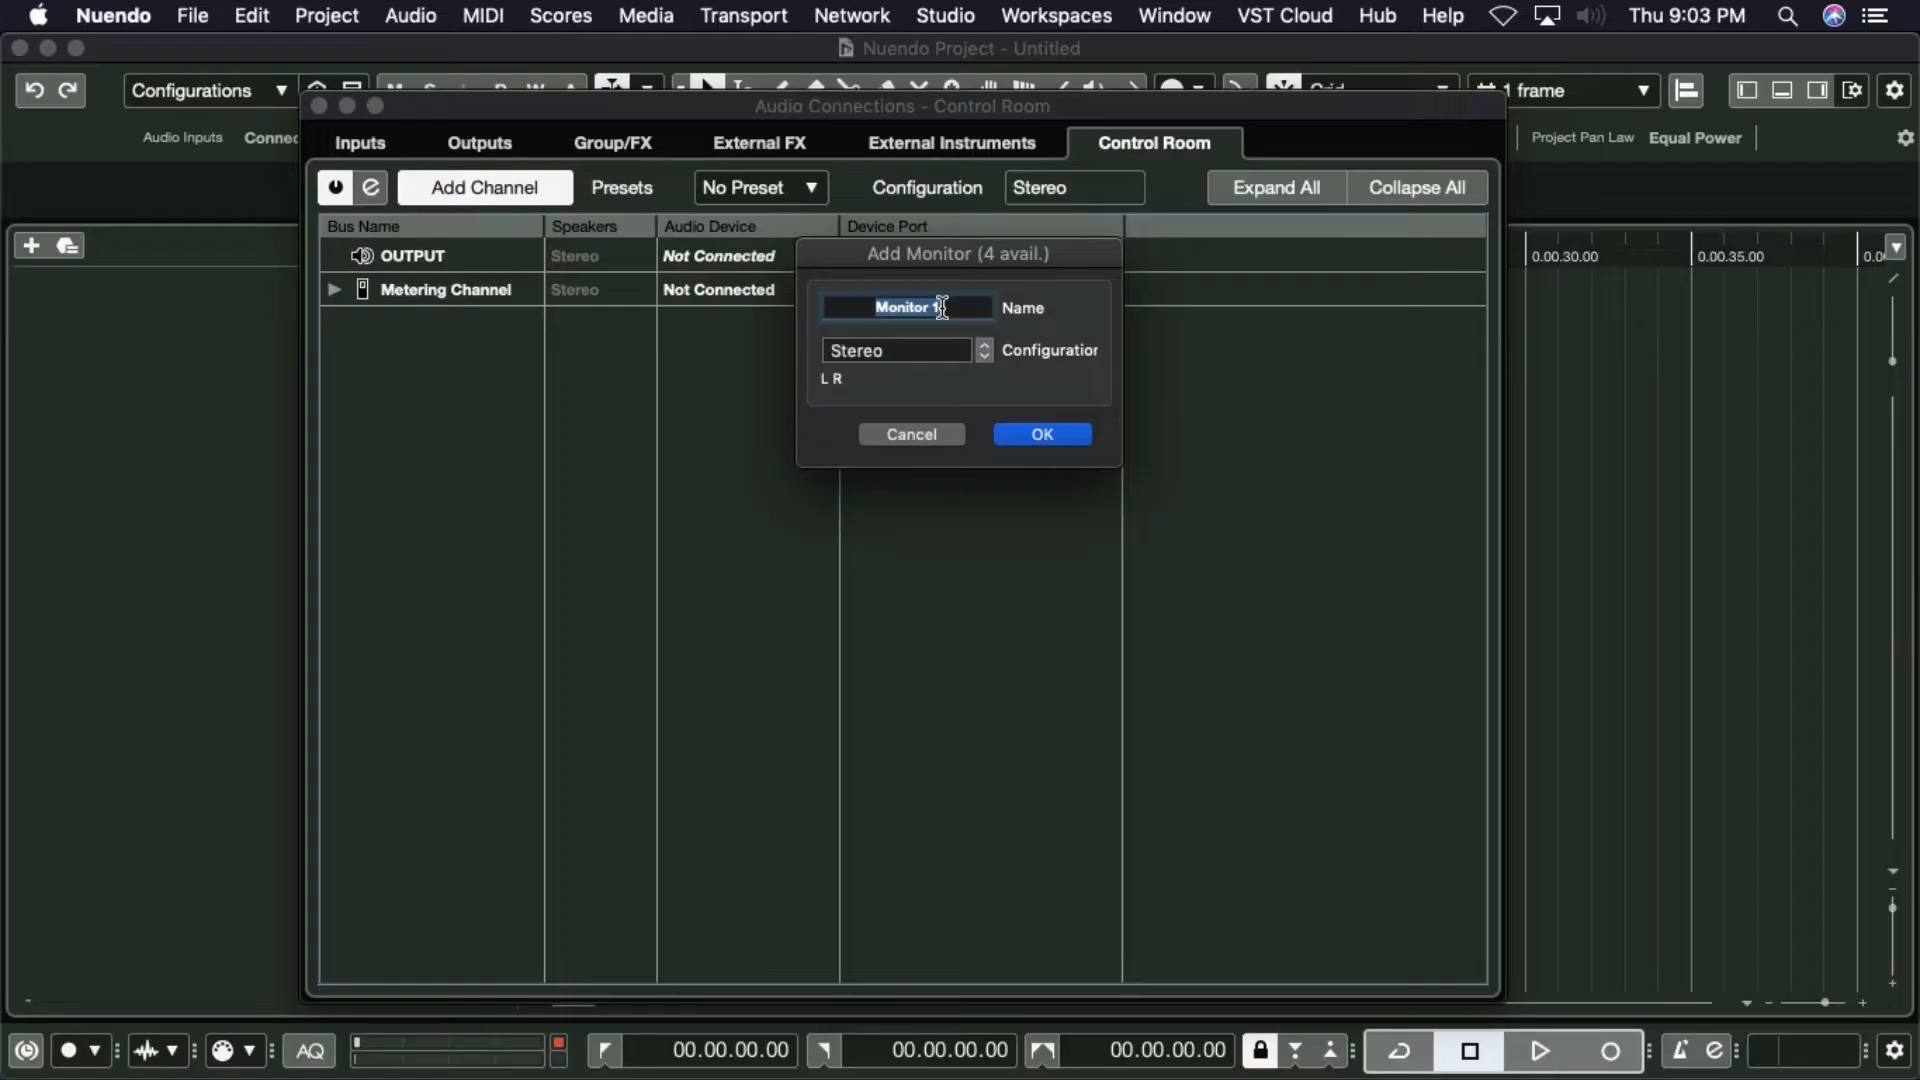 Nuendo File Edit Project Audio MIDI Scores Media Transport Network Studio Workspaces Window VST Cloud Hub Help Thu 9:03 PM
Nuendo Project - Untitled
Configurations
Grid
1 frame
Audio Connections - Control Room
Audio Inputs
Inputs Outputs Group/FX External FX External Instruments Control Room
Project Pan Law Equal Power
e Add Channel Presets No Preset Configuration Stereo Expand All Collapse All
Bus Name Speakers Audio Device Device Port
OUTPUT Stereo Not Connected
Metering Channel Stereo Not Connected
Add Monitor (4 avail.)
0.00.30.00 0.00.35.00
Monitor 1 Name
Stereo Configuration
L R
Cancel OK
AQ 00.00.00.00 00.00.00.00 00.00.00.00 e